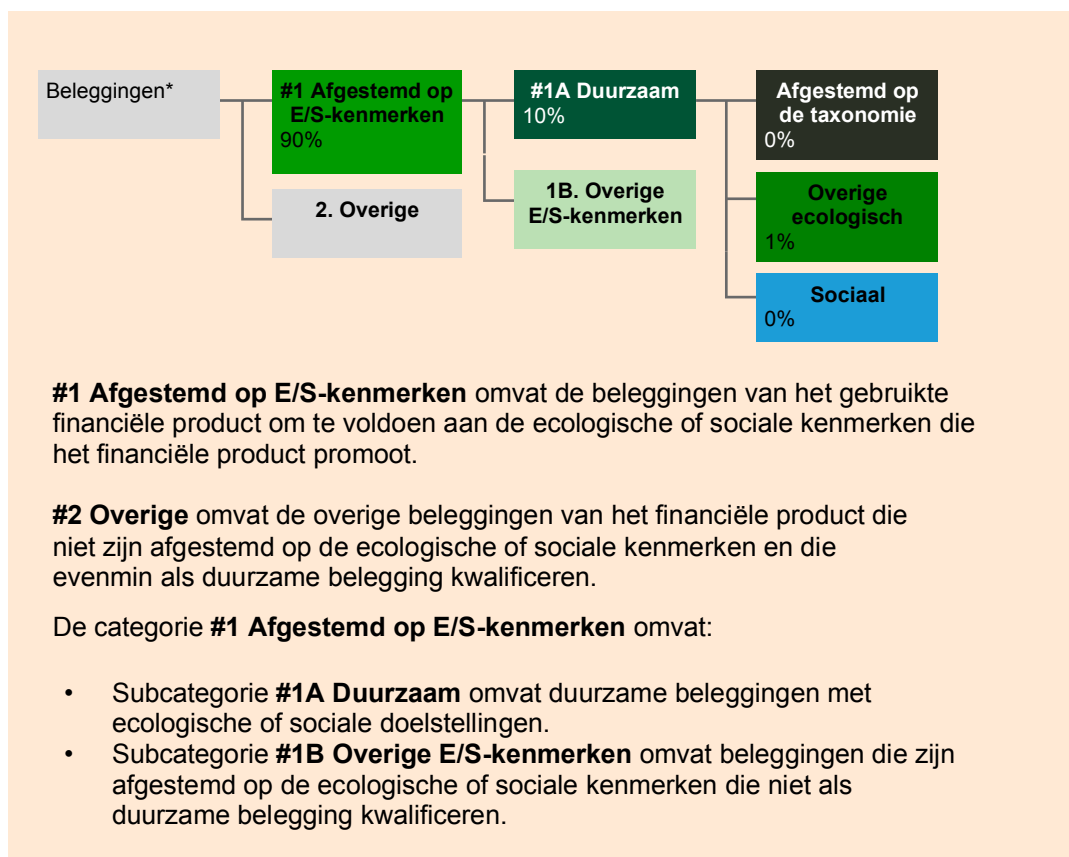 Beleggingen*
#1 Afgestemd op
E/S-kenmerken
90%
2. Overige
#1A Duurzaam
10%
1B. Overige
E/S-kenmerken
Afgestemd op
de taxonomie
0%
Overige
ecologisch
1%
Sociaal
0%
#1 Afgestemd op E/S-kenmerken omvat de beleggingen van het gebruikte
financiële product om te voldoen aan de ecologische of sociale kenmerken die
het financiële product promoot.
#2 Overige omvat de overige beleggingen van het financiële product die
niet zijn afgestemd op de ecologische of sociale kenmerken en die
evenmin als duurzame belegging kwalificeren.
De categorie #1 Afgestemd op E/S-kenmerken omvat:
• Subcategorie #1A Duurzaam omvat duurzame beleggingen met
ecologische of sociale doelstellingen.
• Subcategorie #1B Overige E/S-kenmerken omvat beleggingen die zijn
afgestemd op de ecologische of sociale kenmerken die niet als
duurzame belegging kwalificeren.